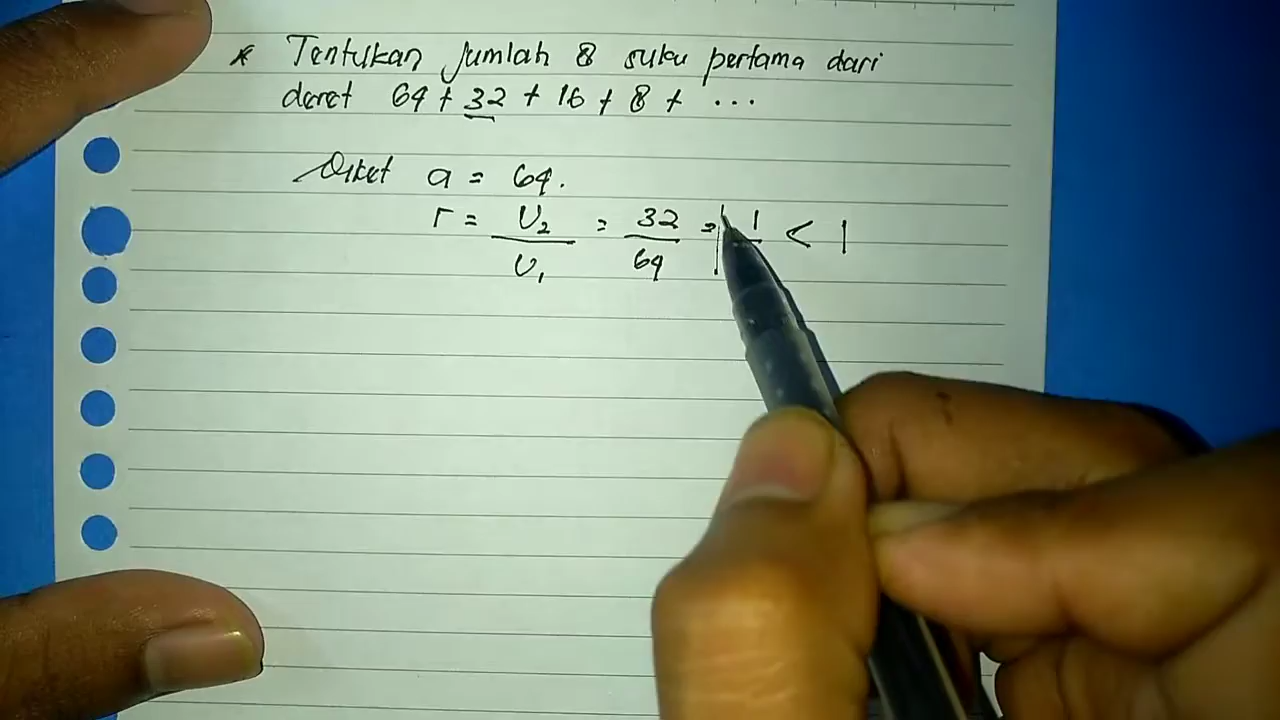 * Tentukan jumlah 8 suku pertama dari
deret 64 + 32 + 16 + 8 + ...
Diket a = 64.
r = U₂/U₁ = 32/64 = | 1/ < 1